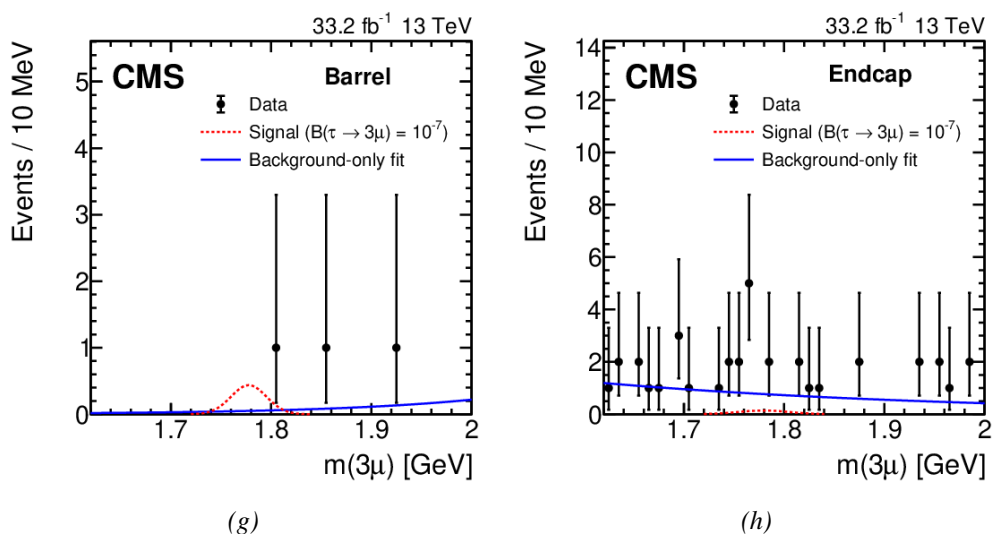 33.2 fb⁻¹ 13 TeV
CMS Barrel
Data
Signal (B(τ → 3μ) = 10⁻⁷)
Background-only fit
Events / 10 MeV
5
4
3
2
1
0
1.7 1.8 1.9 2
m(3μ) [GeV]
(g)
33.2 fb⁻¹ 13 TeV
CMS Endcap
Data
Signal (B(τ → 3μ) = 10⁻⁷)
Background-only fit
Events / 10 MeV
14
12
10
8
6
4
2
0
1.7 1.8 1.9 2
m(3μ) [GeV]
(h)